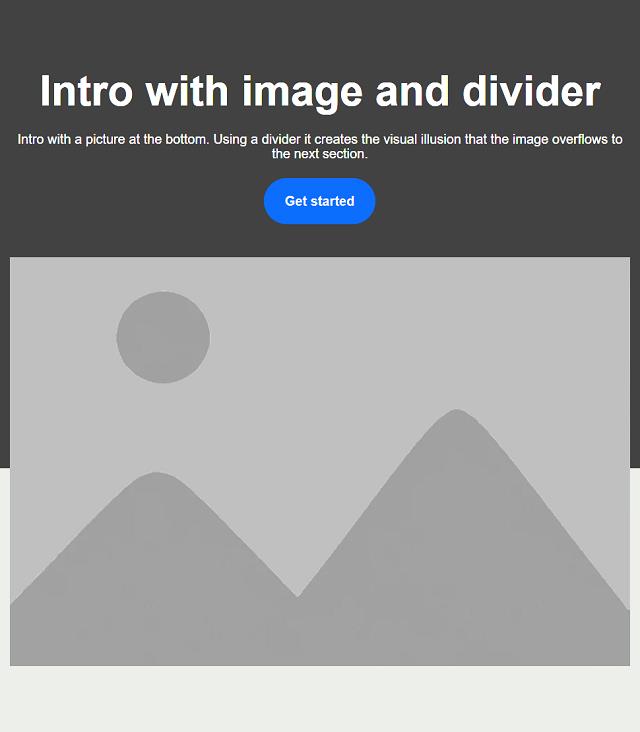 Intro with image and divider
Intro with a picture at the bottom. Using a divider it creates the visual illusion that the image overflows to
the next section.
Get started